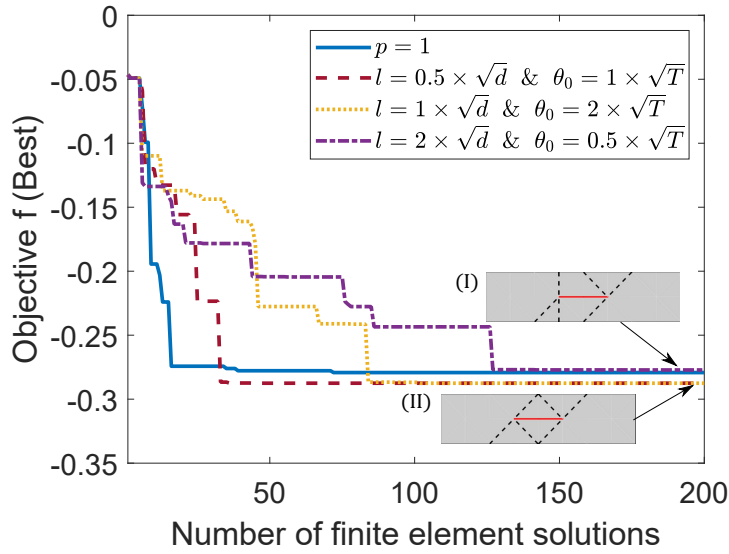 0
-0.05
-0.1
-0.15
-0.2
-0.25
-0.3
-0.35
50
100
150
200
Objective f (Best)
Number of finite element solutions
p = 1
l = 0.5 × √d & θ₀ = 1 × √T
l = 1 × √d & θ₀ = 2 × √T
l = 2 × √d & θ₀ = 0.5 × √T
(I)
(II)